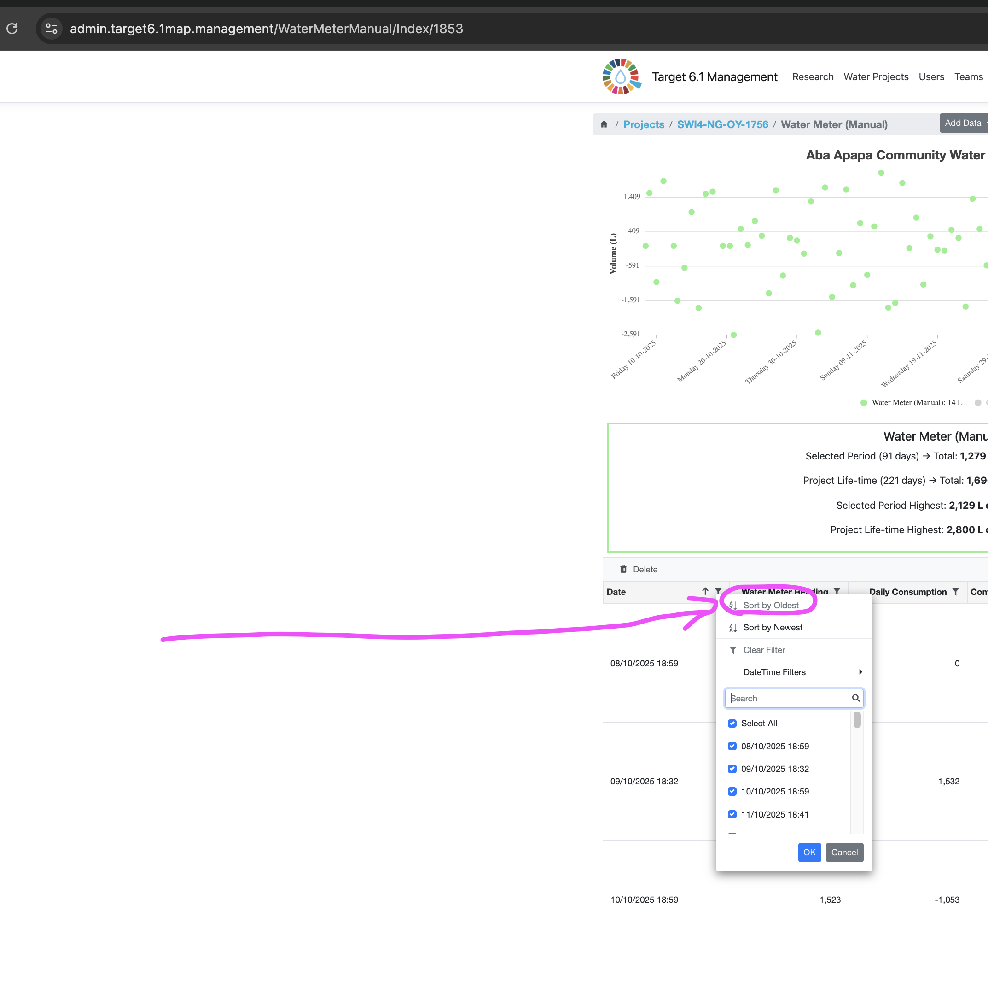 admin.target6.1map.management/WaterMeterManual/Index/1853
Target 6.1 Management Research Water Projects Users Teams
/ Projects / SWI4-NG-OY-1756 / Water Meter (Manual) Add Data
Aba Apapa Community Water
Volume (L)
1,409
409
-591
-1,591
-2,591
Friday 10-10-2025
Monday 20-10-2025
Thursday 30-10-2025
Sunday 09-11-2025
Wednesday 19-11-2025
Saturday 29-
Water Meter (Manual): 14 L
Water Meter (Manu
Selected Period (91 days) → Total: 1,279
Project Life-time (221 days) → Total: 1,69
Selected Period Highest: 2,129 L
Project Life-time Highest: 2,800 L
Delete
Date Water Meter Reading Daily Consumption Com
Sort by Oldest
Sort by Newest
Clear Filter
DateTime Filters
Search
Select All
08/10/2025 18:59
09/10/2025 18:32
10/10/2025 18:59
11/10/2025 18:41
OK Cancel
08/10/2025 18:59 0
09/10/2025 18:32 1,532
10/10/2025 18:59 1,523 -1,053